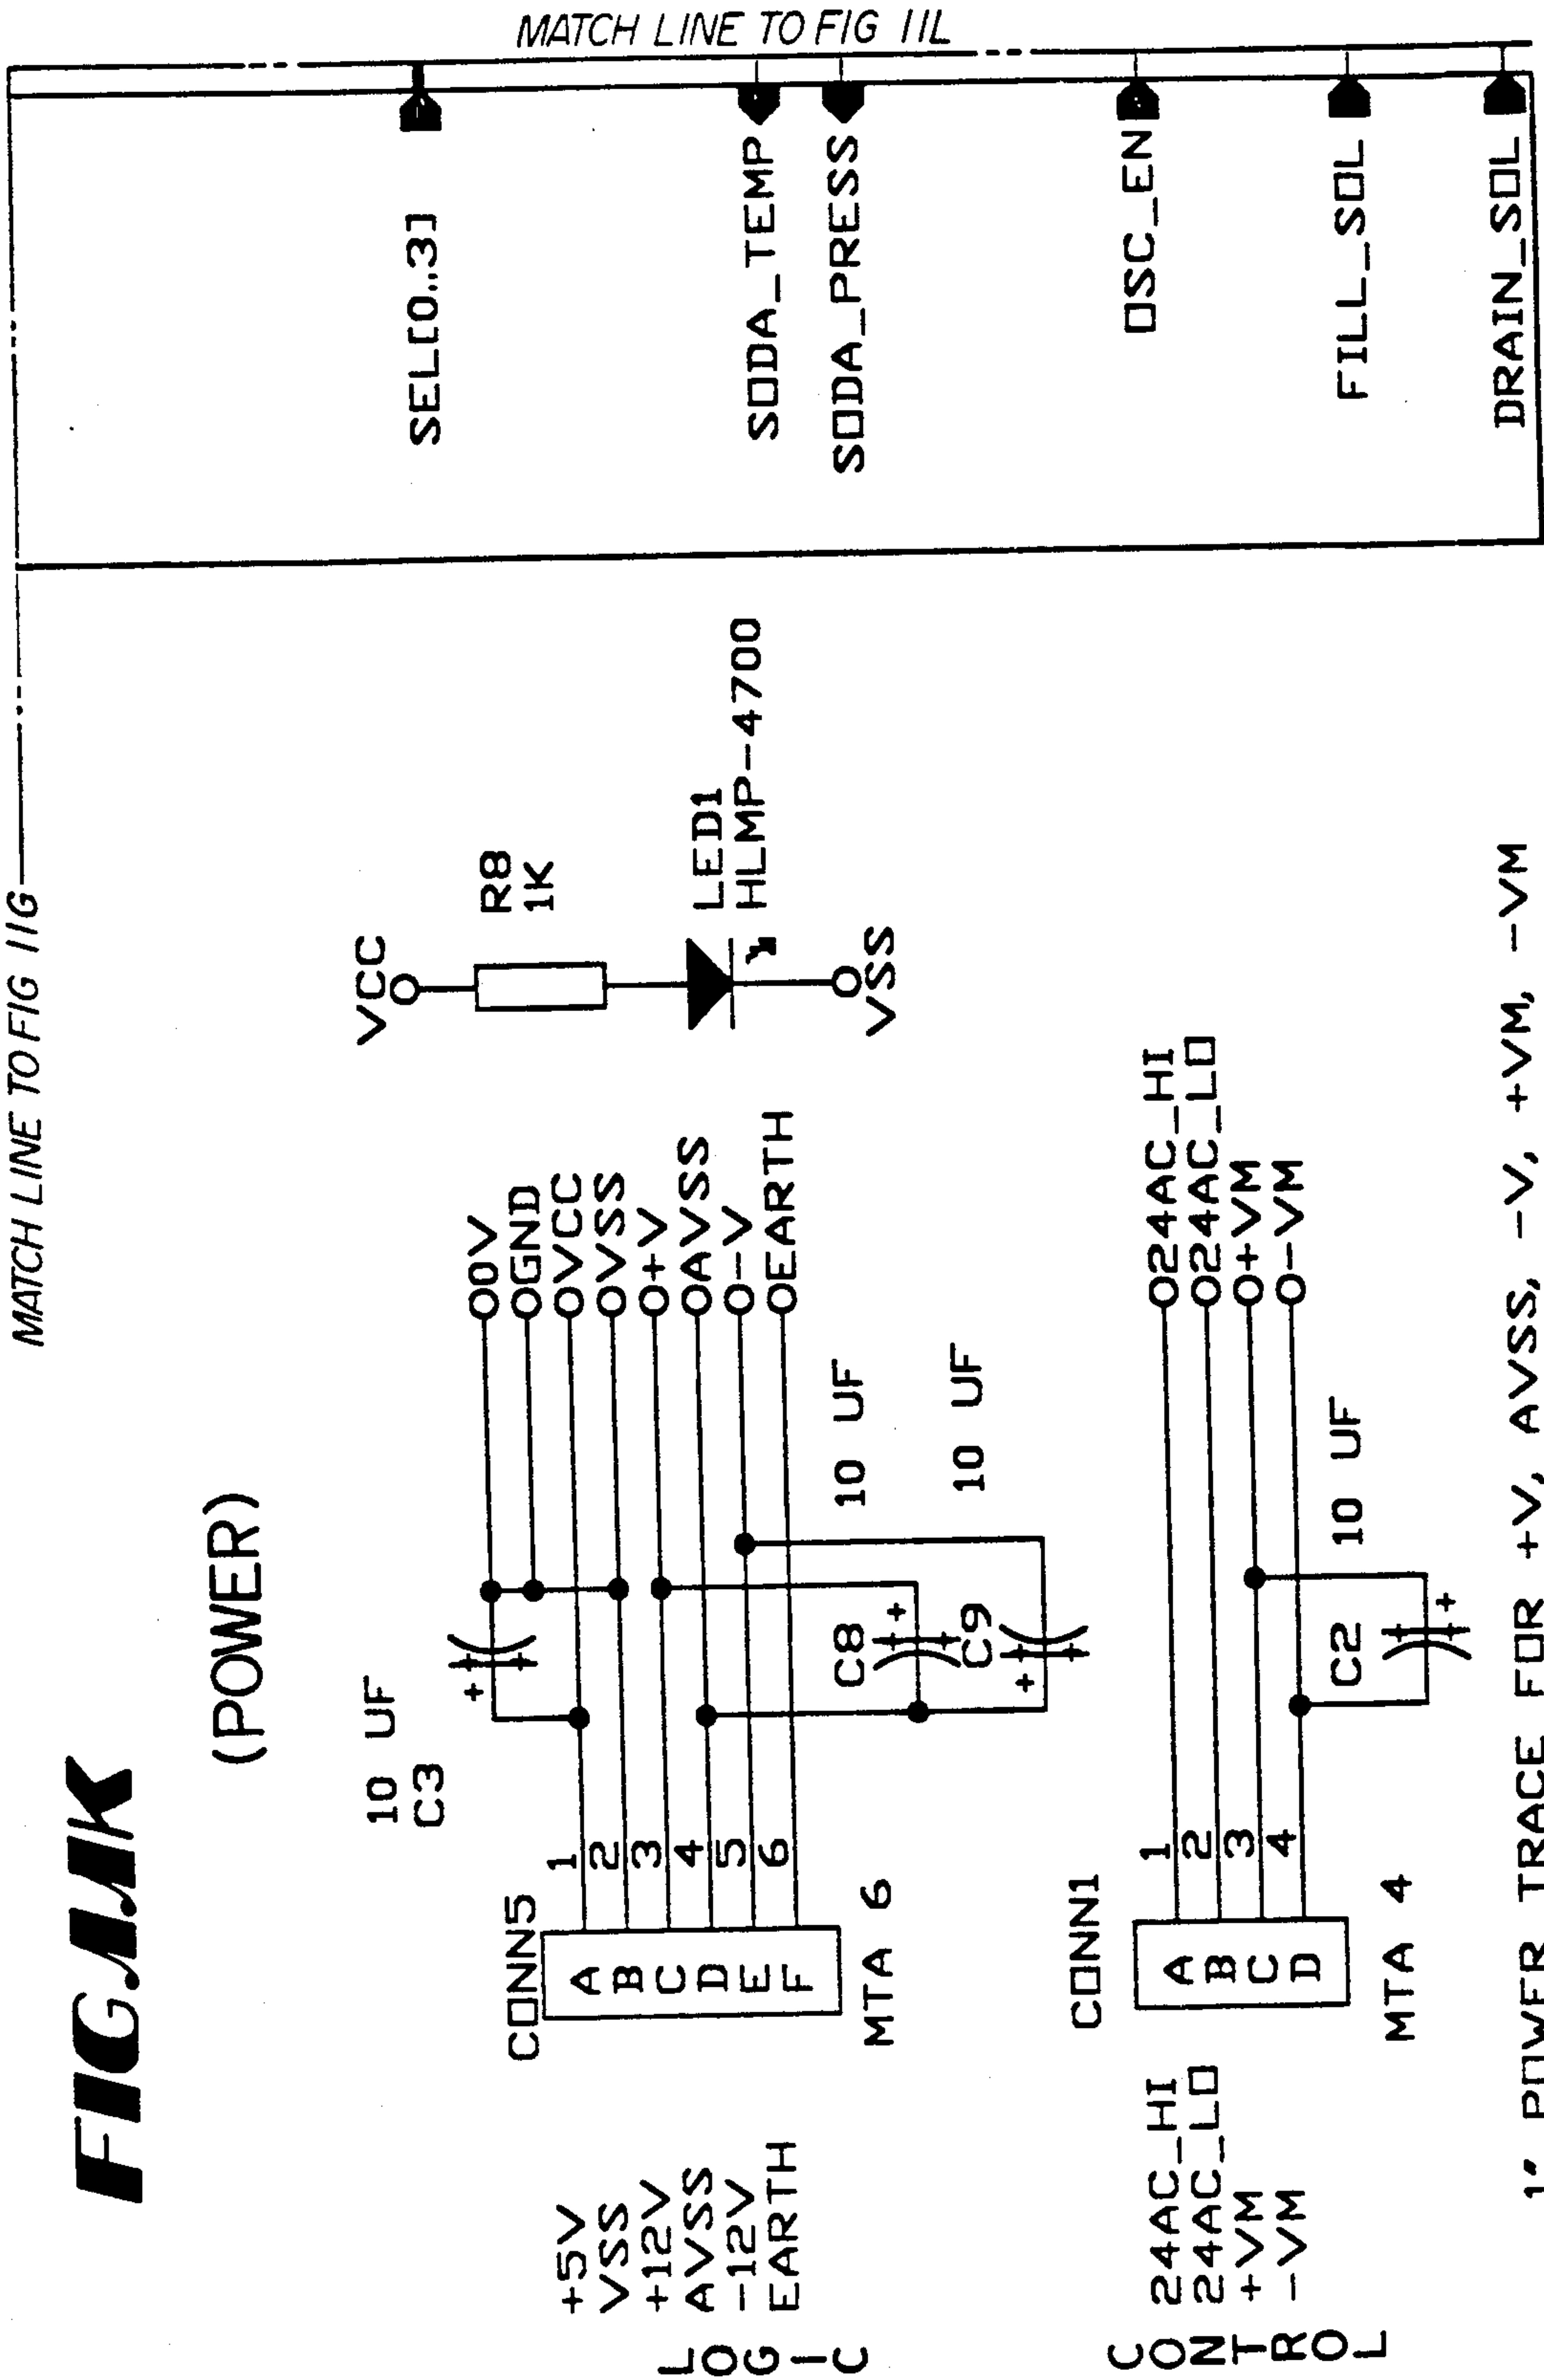 FIG. 11K
(POWER)
MATCH LINE TO FIG 11G
MATCH LINE TO FIG 11L
LOGIC
+5V
VSS
+12V
AVSS
-12V
EARTH
CONN5
A
B
C
D
E
F
MTA 6
1
2
3
4
5
6
10 UF
C3
0V
GND
VCC
VSS
+V
AVSS
-V
EARTH
C8
10 UF
C9
10 UF
VCC
R8
1K
LED1
HLMP-4700
VSS
CONTROL
24AC_HI
24AC_LO
+VM
-VM
CONN1
A
B
C
D
MTA 4
1
2
3
4
24AC_HI
24AC_LO
+VM
-VM
C2
10 UF
1" POWER TRACE FOR +V, AVSS, -V, +VM, -VM
SEL[0..3]
SODA_TEMP
SODA_PRESS
OSC_EN
FILL_SOL
DRAIN_SOL